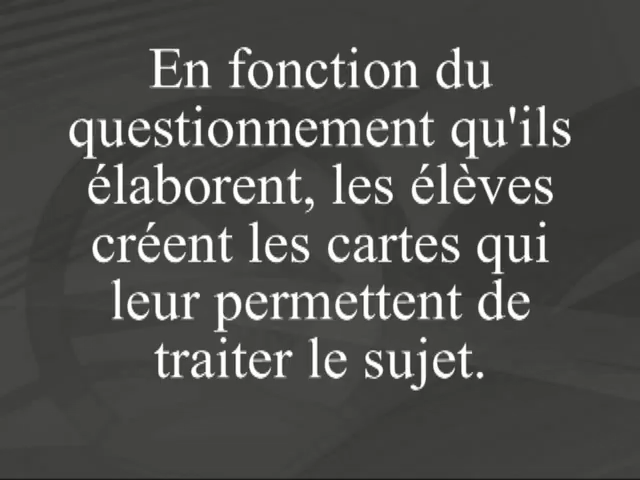 En fonction du
questionnement qu'ils
élaborent, les élèves
créent les cartes qui
leur permettent de
traiter le sujet.